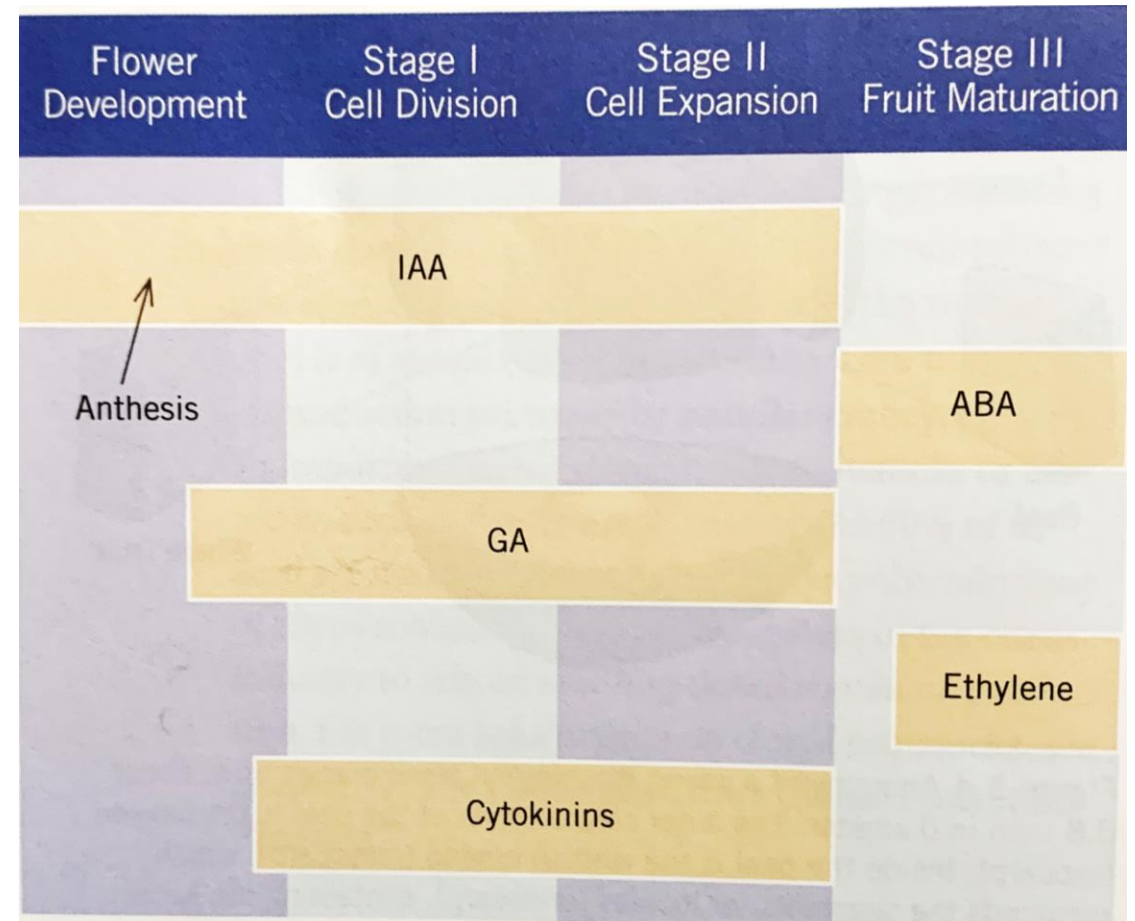 Flower
Development
Stage I
Cell Division
Stage II
Cell Expansion
Stage III
Fruit Maturation
IAA
Anthesis
ABA
GA
Ethylene
Cytokinins